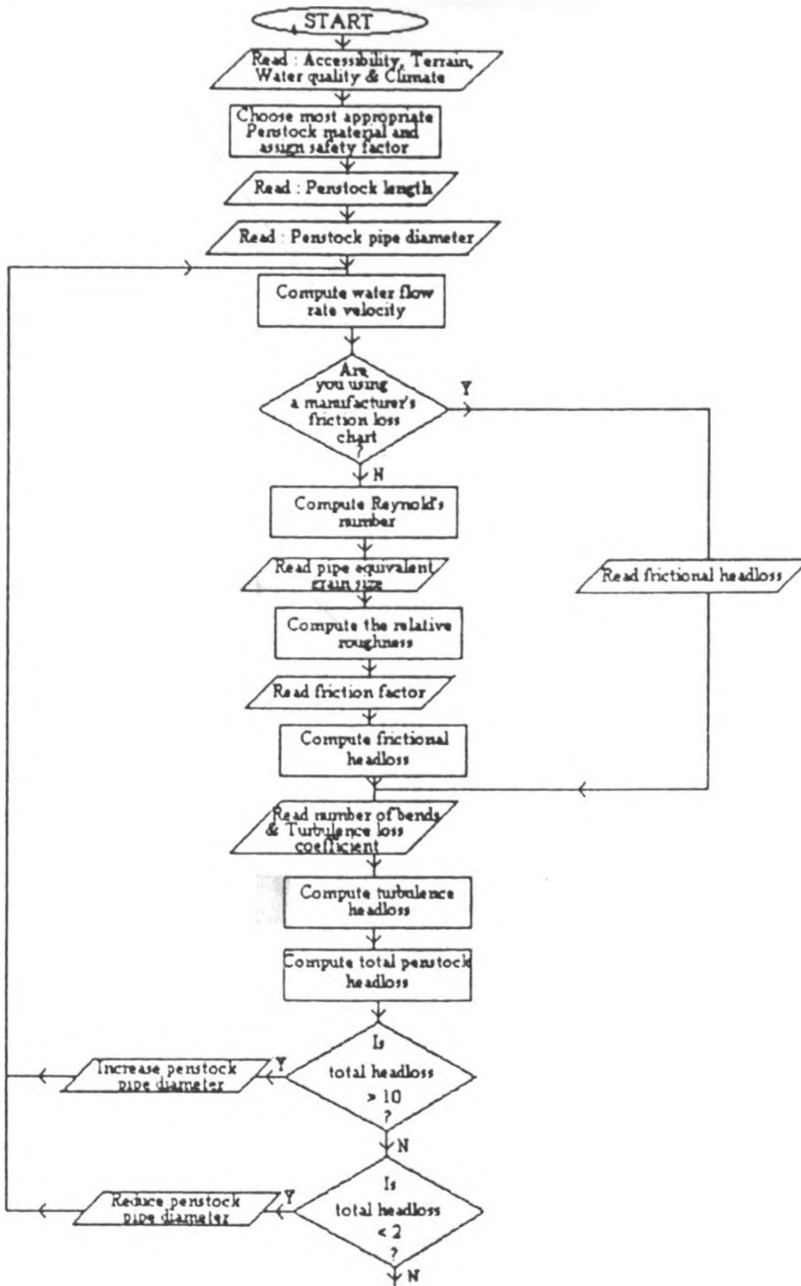 START
Read : Accessibility, Terrain,
Water quality & Climate
Choose most appropriate
Penstock material and
assign safety factor
Read : Penstock length
Read : Penstock pipe diameter
Compute water flow
rate velocity
Are
you using
a manufacturer's
friction loss
chart
?
Y
N
Compute Reynold's
number
Read pipe equivalent
grain size
Read frictional headloss
Compute the relative
roughness
Read friction factor
Compute frictional
headloss
Read number of bends
& Turbulence loss
coefficient
Compute turbulence
headloss
Compute total penstock
headloss
Is
total headloss
> 10
?
Y
Increase penstock
pipe diameter
N
Is
total headloss
< 2
?
Y
Reduce penstock
pipe diameter
N